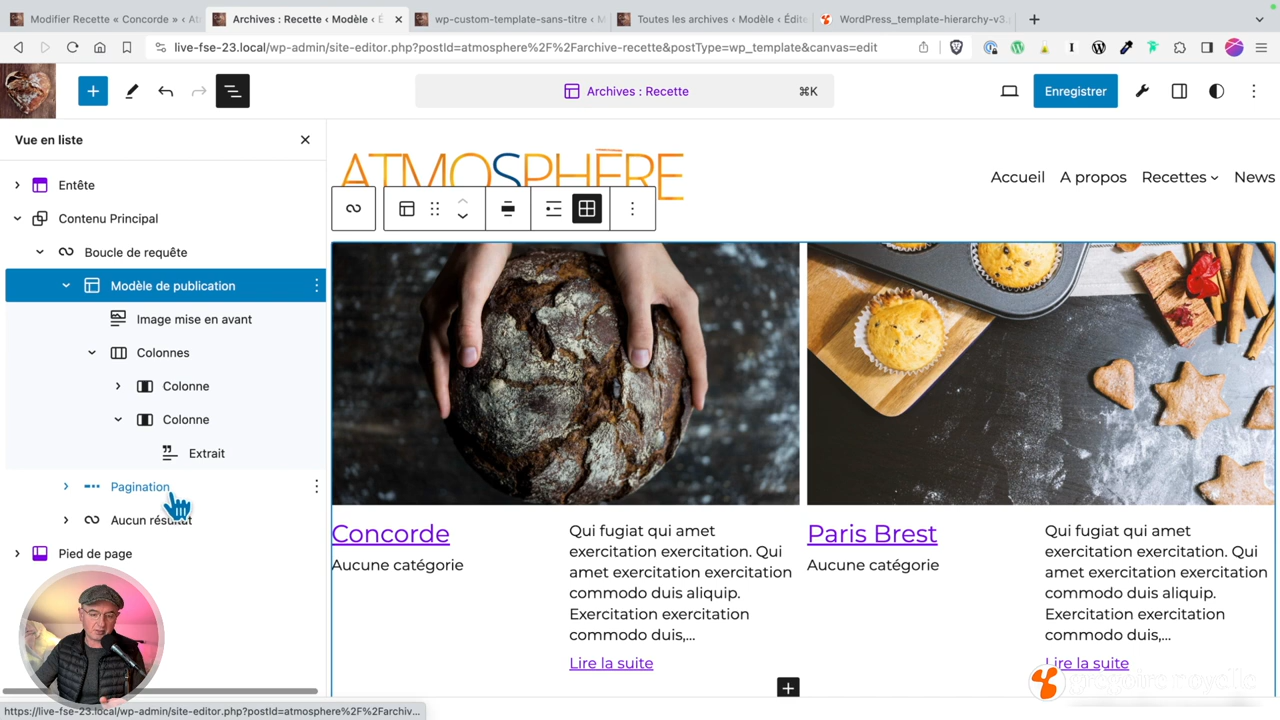 Modifier Recette « Concorde » ‹ At
Archives : Recette ‹ Modèle ‹ É
wp-custom-template-sans-titre ‹ M
Toutes les archives ‹ Modèle ‹ Édite
WordPress_template-hierarchy-v3.
live-fse-23.local/wp-admin/site-editor.php?postId=atmosphere%2F%2Farchive-recette&postType=wp_template&canvas=edit
Archives : Recette
⌘K
Enregistrer
Vue en liste
Entête
Contenu Principal
Boucle de requête
Modèle de publication
Image mise en avant
Colonnes
Colonne
Colonne
Extrait
Pagination
Aucun résultat
Pied de page
ATMOSPHÈRE
Accueil
A propos
Recettes
News
Concorde
Aucune catégorie
Qui fugiat qui amet
exercitation exercitation. Qui
amet exercitation exercitation
commodo duis aliquip.
Exercitation exercitation
commodo duis,…
Lire la suite
Paris Brest
Aucune catégorie
Qui fugiat qui amet
exercitation exercitation. Qui
amet exercitation exercitation
commodo duis aliquip.
Exercitation exercitation
commodo duis,…
Lire la suite
grégoire noyelle
https://live-fse-23.local/wp-admin/site-editor.php?postId=atmosphere%2F%2Farchiv...